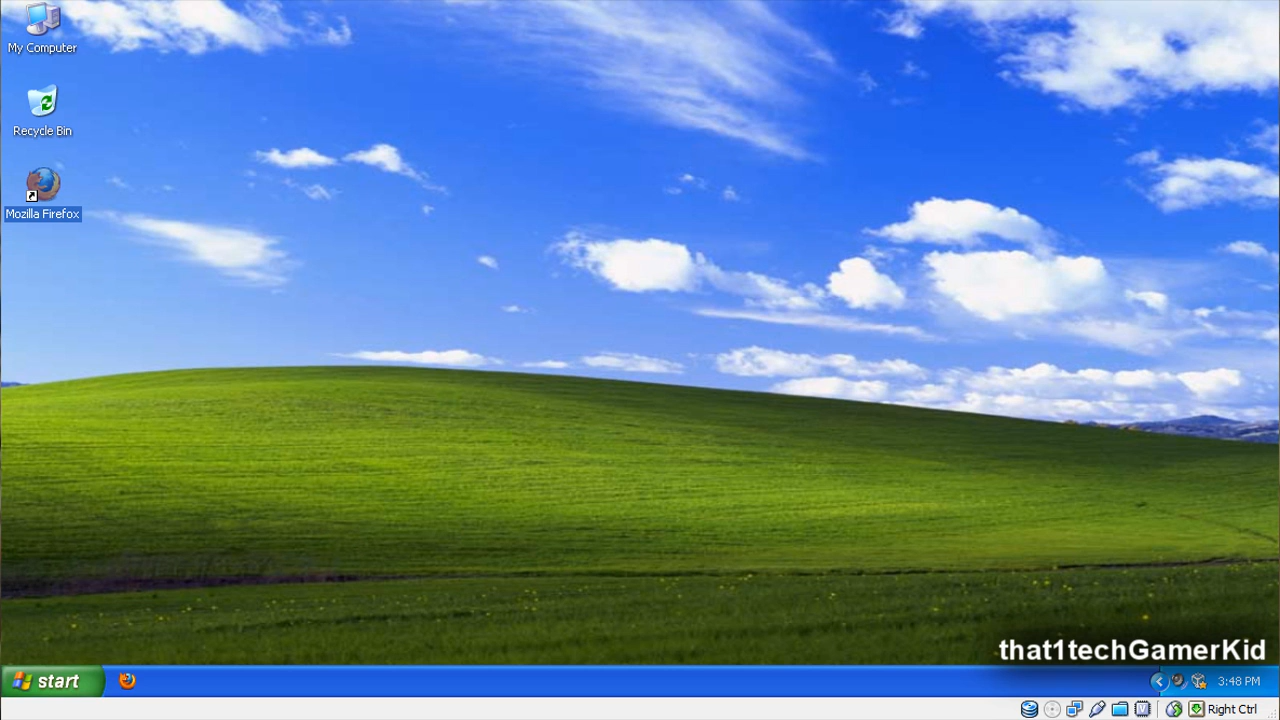 My Computer
Recycle Bin
Mozilla Firefox
that1techGamerKid
start
3:48 PM
Right Ctrl